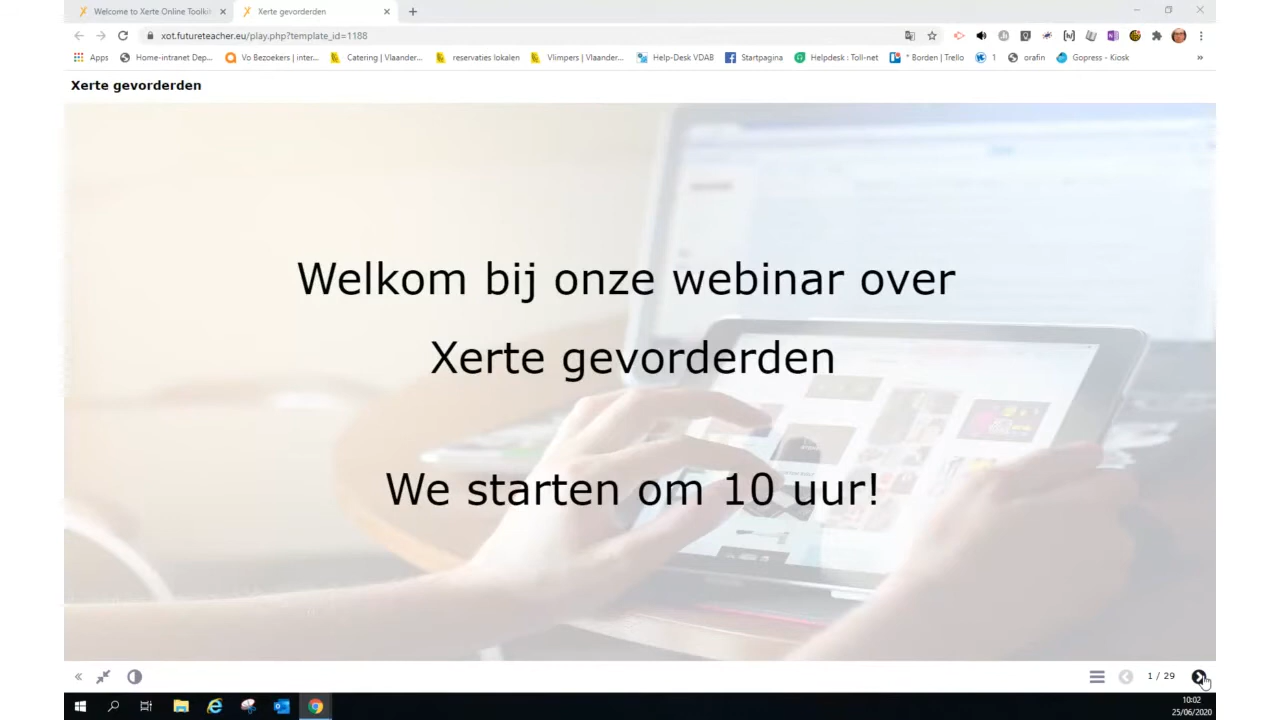 Welcome to Xerte Online Toolkit
Xerte gevorderden
xot.futureteacher.eu/play.php?template_id=1188
Apps
Home-intranet Dep...
Vo Bezoekers | inter...
Catering | Vlaander...
reservaties lokalen
Vlimpers | Vlaander...
Help-Desk VDAB
Startpagina
Helpdesk : Toll-net
* Borden | Trello
1
orafin
Gopress - Kiosk
»
Xerte gevorderden
Welkom bij onze webinar over
Xerte gevorderden
We starten om 10 uur!
1 / 29
10:02
25/06/2020